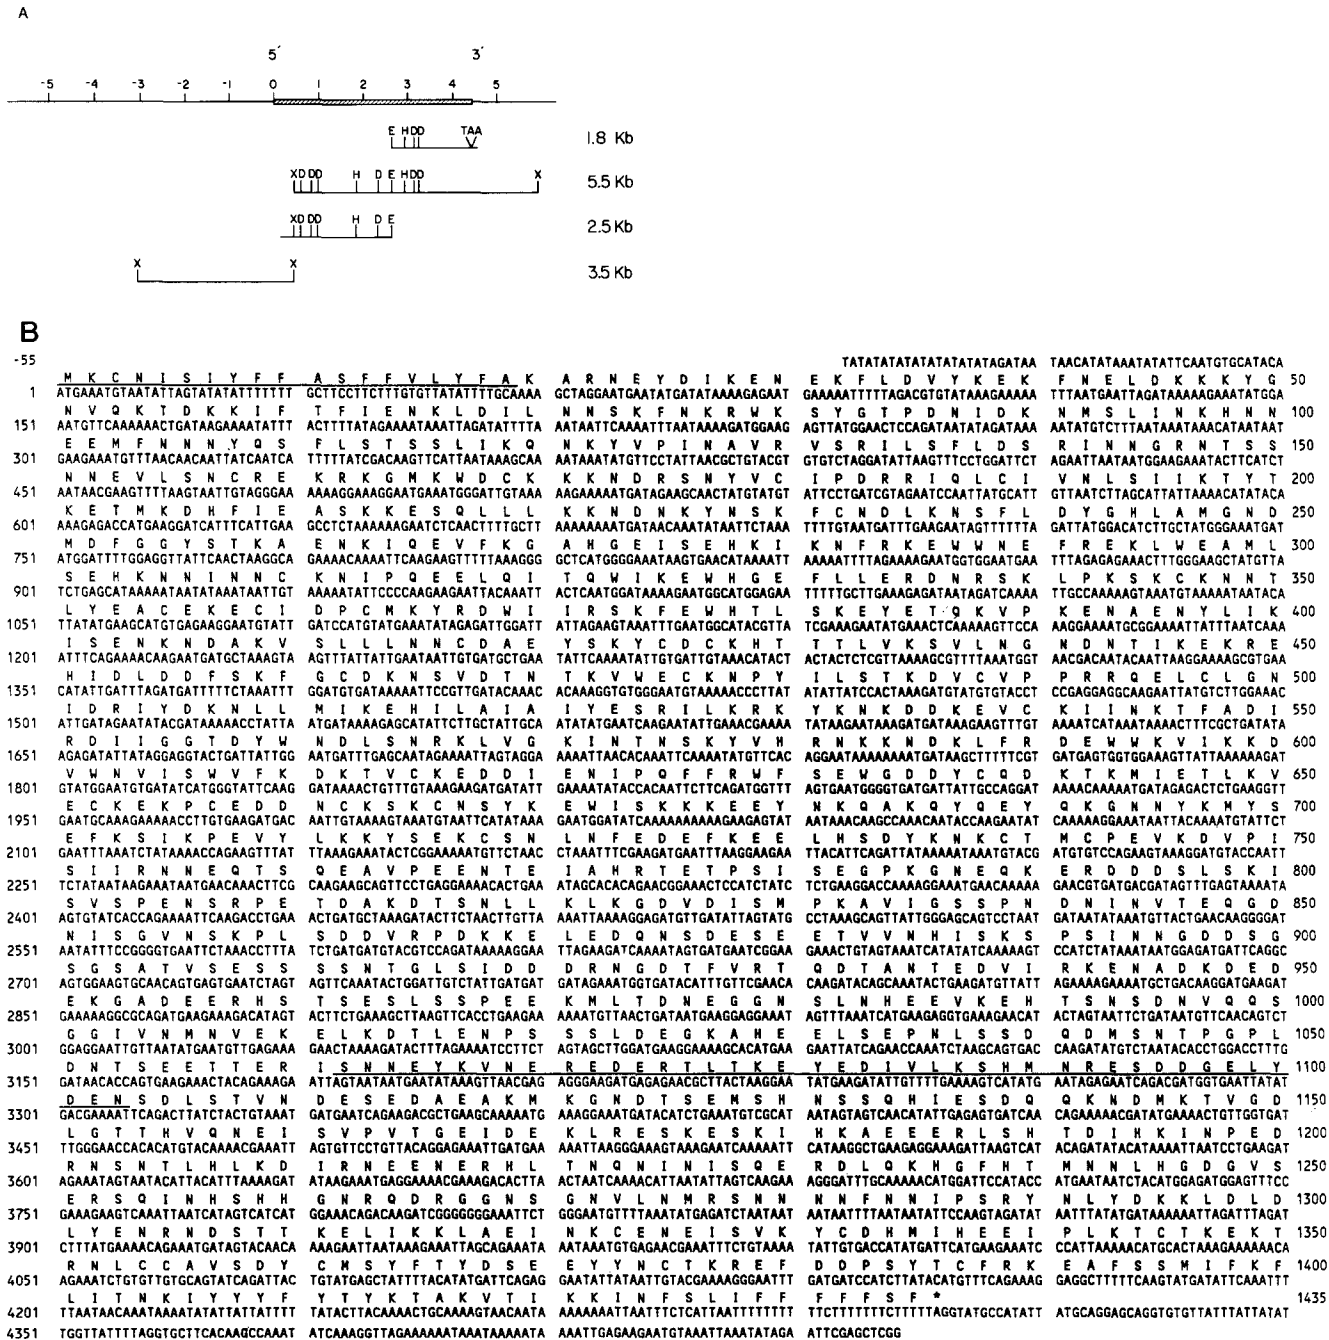 A
5´ 3´
-5 -4 -3 -2 -1 0 1 2 3 4 5
E H D D TAA
1.8 Kb
X D D D H D E H D D X
5.5 Kb
X D D D H D E
2.5 Kb
X X
3.5 Kb
B
-55 TATATATATATATATATATAGATAA TAACATATAAATATATTCAATGTGCATACA
M K C N I S I Y F F A S F F V L Y F A K A R N E Y D I K E N E K F L D V Y K E K F N E L D K K K Y G 50
1 ATGAAATGTAATATTAGTATATATTTTTTT GCTTCCTTCTTTGTGTTATATTTTGCAAAA GCTAGGAATGAATATGATATAAAAGAGAAT GAAAAATTTTTAGACGTGTATAAAGAAAAA TTTAATGAATTAGATAAAAAGAAATATGGA
N V Q K T D K K I F T F I E N K L D I L N N S K F N K R W K S Y G T P D N I D K N M S L I N K H N N 100
151 AATGTTCAAAAAACTGATAAGAAAATATTT ACTTTTATAGAAAATAAATTAGATATTTTA AATAATTCAAAATTTAATAAAAGATGGAAG AGTTATGGAACTCCAGATAATATAGATAAA AATATGTCTTTAATAAATAAACATAATAAT
E E M F N N N Y Q S F L S T S S L I K Q N K Y V P I N A V R V S R I L S F L D S R I N N G R N T S S 150
301 GAAGAAATGTTTAACAACAATTATCAATCA TTTTTATCGACAAGTTCATTAATAAAGCAA AATAAATATGTTCCTATTAACGCTGTACGT GTGTCTAGGATATTAAGTTTCCTGGATTCT AGAATTAATAATGGAAGAAATACTTCATCT
N N E V L S N C R E K R K G M K W D C K K K N D R S N Y V C I P D R R I Q L C I V N L S I I K T Y T 200
451 AATAACGAAGTTTTAAGTAATTGTAGGGAA AAAAGGAAAGGAATGAAATGGGATTGTAAA AAGAAAAATGATAGAAGCAACTATGTATGT ATTCCTGATCGTAGAATCCAATTATGCATT GTTAATCTTAGCATTATTAAAACATATACA
K E T M K D H F I E A S K K E S Q L L L K K N D N K Y N S K F C N D L K N S F L D Y G H L A M G N D 250
601 AAAGAGACCATGAAGGATCATTTCATTGAA GCCTCTAAAAAAGAATCTCAACTTTTGCTT AAAAAAAATGATAACAAATATAATTCTAAA TTTTGTAATGATTTGAAGAATAGTTTTTTA GATTATGGACATCTTGCTATGGGAAATGAT
M D F G G Y S T K A E N K I Q E V F K G A H G E I S E H K I K N F R K E W W N E F R E K L W E A M L 300
751 ATGGATTTTGGAGGTTATTCAACTAAGGCA GAAAACAAAATTCAAGAAGTTTTTAAAGGG GCTCATGGGGAAATAAGTGAACATAAAATT AAAAATTTTAGAAAAGAATGGTGGAATGAA TTTAGAGAGAAACTTTGGGAAGCTATGTTA
S E H K N N I N N C K N I P Q E E L Q I T Q W I K E W H G E F L L E R D N R S K L P K S K C K N N T 350
901 TCTGAGCATAAAAATAATATAAATAATTGT AAAAATATTCCCCAAGAAGAATTACAAATT ACTCAATGGATAAAAGAATGGCATGGAGAA TTTTTGCTTGAAAGAGATAATAGATCAAAA TTGCCAAAAAGTAAATGTAAAAATAATACA
L Y E A C E K E C I D P C M K Y R D W I I R S K F E W H T L S K E Y E T Q K V P K E N A E N Y L I K 400
1051 TTATATGAAGCATGTGAGAAGGAATGTATT GATCCATGTATGAAATATAGAGATTGGATT ATTAGAAGTAAATTTGAATGGCATACGTTA TCGAAAGAATATGAAACTCAAAAAGTTCCA AAGGAAAATGCGGAAAATTATTTAATCAAA
I S E N K N D A K V S L L L N N C D A E Y S K Y C D C K H T T T L V K S V L N G N D N T I K E K R E 450
1201 ATTTCAGAAAACAAGAATGATGCTAAAGTA AGTTTATTATTGAATAATTGTGATGCTGAA TATTCAAAATATTGTGATTGTAAACATACT ACTACTCTCGTTAAAAGCGTTTTAAATGGT AACGACAATACAATTAAGGAAAAGCGTGAA
H I D L D D F S K F G C D K N S V D T N T K V W E C K N P Y I L S T K D V C V P P R R Q E L C L G N 500
1351 CATATTGATTTAGATGATTTTTCTAAATTT GGATGTGATAAAAATTCCGTTGATACAAAC ACAAAGGTGTGGGAATGTAAAAACCCTTAT ATATTATCCACTAAAGATGTATGTGTACCT CCGAGGAGGCAAGAATTATGTCTTGGAAAC
I D R I Y D K N L L M I K E H I L A I A I Y E S R I L K R K Y K N K D D K E V C K I I N K T F A D I 550
1501 ATTGATAGAATATACGATAAAAACCTATTA ATGATAAAAGAGCATATTCTTGCTATTGCA ATATATGAATCAAGAATATTGAAACGAAAA TATAAGAATAAAGATGATAAAGAAGTTTGT AAAATCATAAATAAAACTTTCGCTGATATA
R D I I G G T D Y W N D L S N R K L V G K I N T N S K Y V H R N K K N D K L F R D E W W K V I K K D 600
1651 AGAGATATTATAGGAGGTACTGATTATTGG AATGATTTGAGCAATAGAAAATTAGTAGGA AAAATTAACACAAATTCAAAATATGTTCAC AGGAATAAAAAAAATGATAAGCTTTTTCGT GATGAGTGGTGGAAAGTTATTAAAAAAGAT
V W N V I S W V F K D K T V C K E D D I E N I P Q F F R W F S E W G D D Y C Q D K T K M I E T L K V 650
1801 GTATGGAATGTGATATCATGGGTATTCAAG GATAAAACTGTTTGTAAAGAAGATGATATT GAAAATATACCACAATTCTTCAGATGGTTT AGTGAATGGGGTGATGATTATTGCCAGGAT AAAACAAAAATGATAGAGACTCTGAAGGTT
E C K E K P C E D D N C K S K C N S Y K E W I S K K K E E Y N K Q A K Q Y Q E Y Q K G N N Y K M Y S 700
1951 GAATGCAAAGAAAAACCTTGTGAAGATGAC AATTGTAAAAGTAAATGTAATTCATATAAA GAATGGATATCAAAAAAAAAAGAAGAGTAT AATAAACAAGCCAAACAATACCAAGAATAT CAAAAAGGAAATAATTACAAAATGTATTCT
E F K S I K P E V Y L K K Y S E K C S N L N F E D E F K E E L H S D Y K N K C T M C P E V K D V P I 750
2101 GAATTTAAATCTATAAAACCAGAAGTTTAT TTAAAGAAATACTCGGAAAAATGTTCTAAC CTAAATTTCGAAGATGAATTTAAGGAAGAA TTACATTCAGATTATAAAAATAAATGTACG ATGTGTCCAGAAGTAAAGGATGTACCAATT
S I I R N N E Q T S Q E A V P E E N T E I A H R T E T P S I S E G P K G N E Q K E R D D D S L S K I 800
2251 TCTATAATAAGAAATAATGAACAAACTTCG CAAGAAGCAGTTCCTGAGGAAAACACTGAA ATAGCACACAGAACGGAAACTCCATCTATC TCTGAAGGACCAAAAGGAAATGAACAAAAA GAACGTGATGACGATAGTTTGAGTAAAATA
S V S P E N S R P E T D A K D T S N L L K L K G D V D I S M P K A V I G S S P N D N I N V T E Q G D 850
2401 AGTGTATCACCAGAAAATTCAAGACCTGAA ACTGATGCTAAAGATACTTCTAACTTGTTA AAATTAAAAGGAGATGTTGATATTAGTATG CCTAAAGCAGTTATTGGGAGCAGTCCTAAT GATAATATAAATGTTACTGAACAAGGGGAT
N I S G V N S K P L S D D V R P D K K E L E D Q N S D E S E E T V V N H I S K S P S I N N G D D S G 900
2551 AATATTTCCGGGGTGAATTCTAAACCTTTA TCTGATGATGTACGTCCAGATAAAAAGGAA TTAGAAGATCAAAATAGTGATGAATCGGAA GAAACTGTAGTAAATCATATATCAAAAAGT CCATCTATAAATAATGGAGATGATTCAGGC
S G S A T V S E S S S S N T G L S I D D D R N G D T F V R T Q D T A N T E D V I R K E N A D K D E D 950
2701 AGTGGAAGTGCAACAGTGAGTGAATCTAGT AGTTCAAATACTGGATTGTCTATTGATGAT GATAGAAATGGTGATACATTTGTTCGAACA CAAGATACAGCAAATACTGAAGATGTTATT AGAAAAGAAAATGCTGACAAGGATGAAGAT
E K G A D E E R H S T S E S L S S P E E K M L T D N E G G N S L N H E E V K E H T S N S D N V Q Q S 1000
2851 GAAAAAGGCGCAGATGAAGAAAGACATAGT ACTTCTGAAAGCTTAAGTTCACCTGAAGAA AAAATGTTAACTGATAATGAAGGAGGAAAT AGTTTAAATCATGAAGAGGTGAAAGAACAT ACTAGTAATTCTGATAATGTTCAACAGTCT
G G I V N M N V E K E L K D T L E N P S S S L D E G K A H E E L S E P N L S S D Q D M S N T P G P L 1050
3001 GGAGGAATTGTTAATATGAATGTTGAGAAA GAACTAAAAGATACTTTAGAAAATCCTTCT AGTAGCTTGGATGAAGGAAAAGCACATGAA GAATTATCAGAACCAAATCTAAGCAGTGAC CAAGATATGTCTAATACACCTGGACCTTTG
D N T S E E T T E R I S N N E Y K V N E R E D E R T L T K E Y E D I V L K S H M N R E S D D G E L Y 1100
3151 GATAACACCAGTGAAGAAACTACAGAAAGA ATTAGTAATAATGAATATAAAGTTAACGAG AGGGAAGATGAGAGAACGCTTACTAAGGAA TATGAAGATATTGTTTTGAAAAGTCATATG AATAGAGAATCAGACGATGGTGAATTATAT
D E N S D L S T V N D E S E D A E A K M K G N D T S E M S H N S S Q H I E S D Q Q K N D M K T V G D 1150
3301 GACGAAAATTCAGACTTATCTACTGTAAAT GATGAATCAGAAGACGCTGAAGCAAAAATG AAAGGAAATGATACATCTGAAATGTCGCAT AATAGTAGTCAACATATTGAGAGTGATCAA CAGAAAAACGATATGAAAACTGTTGGTGAT
L G T T H V Q N E I S V P V T G E I D E K L R E S K E S K I H K A E E E R L S H T D I H K I N P E D 1200
3451 TTGGGAACCACACATGTACAAAACGAAATT AGTGTTCCTGTTACAGGAGAAATTGATGAA AAATTAAGGGAAAGTAAAGAATCAAAAATT CATAAGGCTGAAGAGGAAAGATTAAGTCAT ACAGATATACATAAAATTAATCCTGAAGAT
R N S N T L H L K D I R N E E N E R H L T N Q N I N I S Q E R D L Q K H G F H T M N N L H G D G V S 1250
3601 AGAAATAGTAATACATTACATTTAAAAGAT ATAAGAAATGAGGAAAACGAAAGACACTTA ACTAATCAAAACATTAATATTAGTCAAGAA AGGGATTTGCAAAAACATGGATTCCATACC ATGAATAATCTACATGGAGATGGAGTTTCC
E R S Q I N H S H H G N R Q D R G G N S G N V L N M R S N N N N F N N I P S R Y N L Y D K K L D L D 1300
3751 GAAAGAAGTCAAATTAATCATAGTCATCAT GGAAACAGACAAGATCGGGGGGGAAATTCT GGGAATGTTTTAAATATGAGATCTAATAAT AATAATTTTAATAATATTCCAAGTAGATAT AATTTATATGATAAAAAATTAGATTTAGAT
L Y E N R N D S T T K E L I K K L A E I N K C E N E I S V K Y C D H M I H E E I P L K T C T K E K T 1350
3901 CTTTATGAAAACAGAAATGATAGTACAACA AAAGAATTAATAAAGAAATTAGCAGAAATA AATAAATGTGAGAACGAAATTTCTGTAAAA TATTGTGACCATATGATTCATGAAGAAATC CCATTAAAAACATGCACTAAAGAAAAAACA
R N L C C A V S D Y C M S Y F T Y D S E E Y Y N C T K R E F D D P S Y T C F R K E A F S S M I F K F 1400
4051 AGAAATCTGTGTTGTGCAGTATCAGATTAC TGTATGAGCTATTTTACATATGATTCAGAG GAATATTATAATTGTACGAAAAGGGAATTT GATGATCCATCTTATACATGTTTCAGAAAG GAGGCTTTTTCAAGTATGATATTCAAATTT
L I T N K I Y Y Y F Y T Y K T A K V T I K K I N F S L I F F F F F S F * 1435
4201 TTAATAACAAATAAAATATATTATTATTTT TATACTTACAAAACTGCAAAAGTAACAATA AAAAAAATTAATTTCTCATTAATTTTTTTT TTCTTTTTTTCTTTTTAGGTATGCCATATT ATGCAGGAGCAGGTGTGTTATTTATTATAT
4351 TGGTTATTTTAGGTGCTTCACAAGCCAAAT ATCAAAGGTTAGAAAAAATAAATAAAAATA AAATTGAGAAGAATGTAAATTAAATATAGA ATTCGAGCTCGG